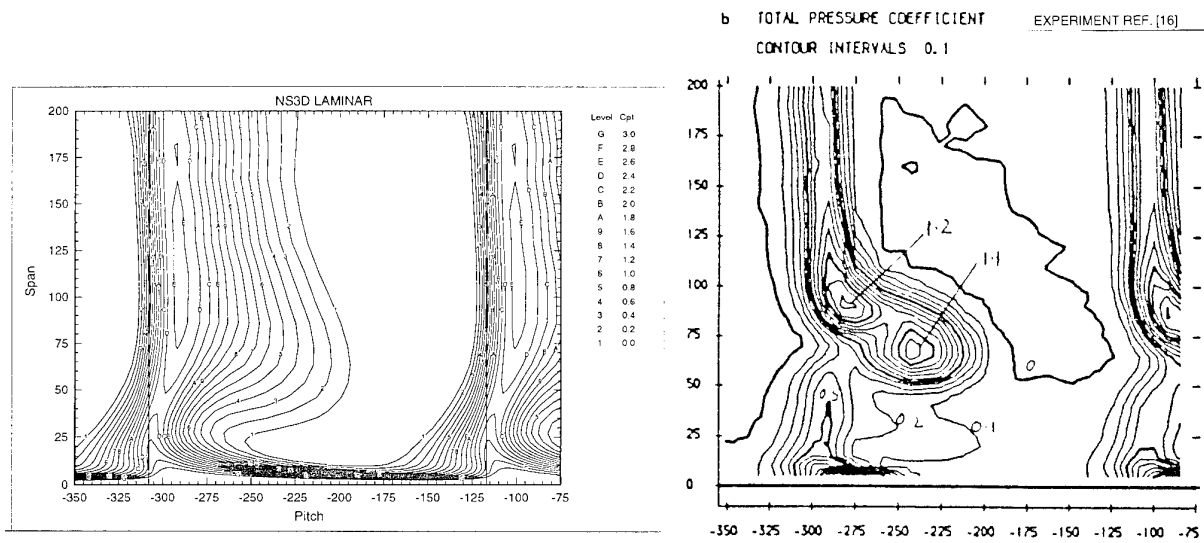 NS3D LAMINAR
200
175
150
125
100
75
50
25
0
Span
-350 -325 -300 -275 -250 -225 -200 -175 -150 -125 -100 -75
Pitch
Level Cpt
G 3.0
F 2.8
E 2.6
D 2.4
C 2.2
B 2.0
A 1.8
9 1.6
8 1.4
7 1.2
6 1.0
5 0.8
4 0.6
3 0.4
2 0.2
1 0.0
b TOTAL PRESSURE COEFFICIENT EXPERIMENT REF. [16]
CONTOUR INTERVALS 0.1
200
175
150
125
100
75
50
25
0
1.2
1.1
0
0.2
0.1
-350 -325 -300 -275 -250 -225 -200 -175 -150 -125 -100 -75